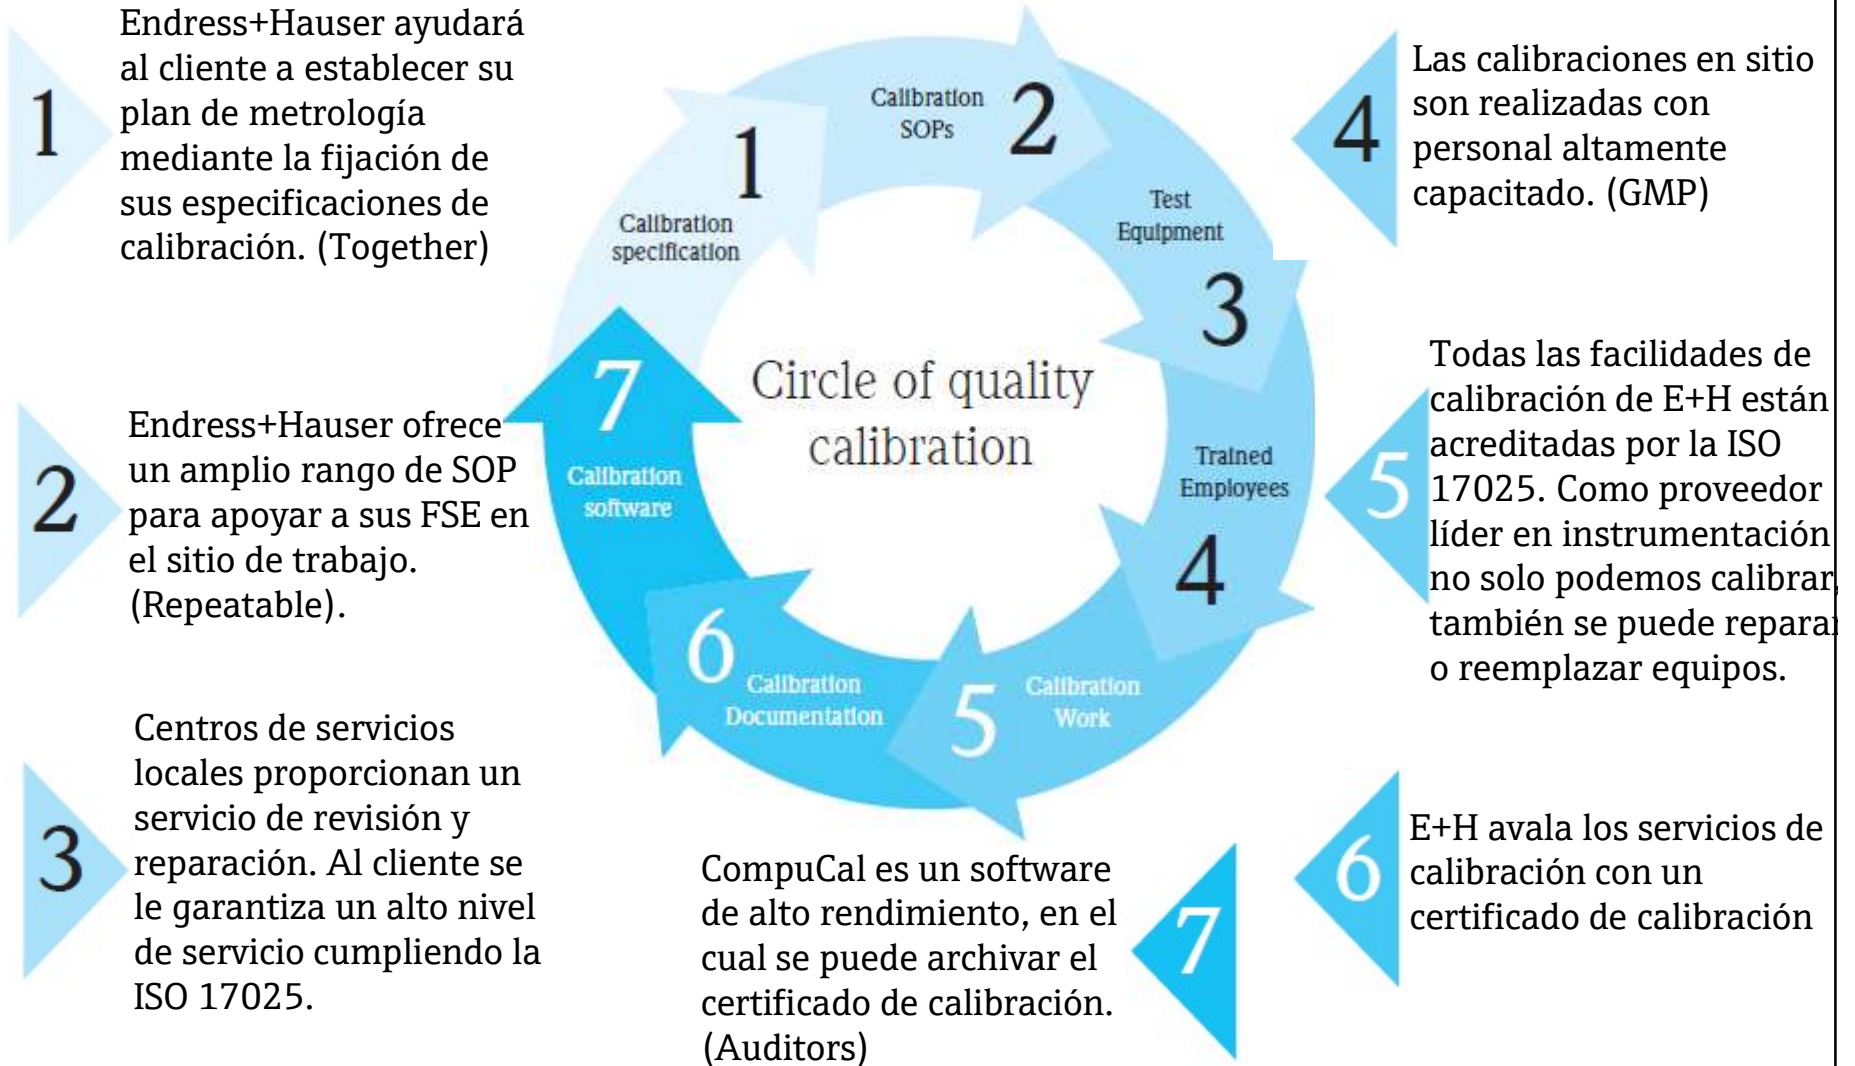 1
Endress+Hauser ayudará
al cliente a establecer su
plan de metrología
mediante la fijación de
sus especificaciones de
calibración. (Together)
2
Endress+Hauser ofrece
un amplio rango de SOP
para apoyar a sus FSE en
el sitio de trabajo.
(Repeatable).
3
Centros de servicios
locales proporcionan un
servicio de revisión y
reparación. Al cliente se
le garantiza un alto nivel
de servicio cumpliendo la
ISO 17025.
Circle of quality
calibration
1
Calibration
specification
Calibration
SOPs
2
Test
Equipment
3
Trained
Employees
4
5
Calibration
Work
6
Calibration
Documentation
7
Calibration
software
4
Las calibraciones en sitio
son realizadas con
personal altamente
capacitado. (GMP)
5
Todas las facilidades de
calibración de E+H están
acreditadas por la ISO
17025. Como proveedor
líder en instrumentación
no solo podemos calibrar,
también se puede reparar
o reemplazar equipos.
6
E+H avala los servicios de
calibración con un
certificado de calibración
7
CompuCal es un software
de alto rendimiento, en el
cual se puede archivar el
certificado de calibración.
(Auditors)